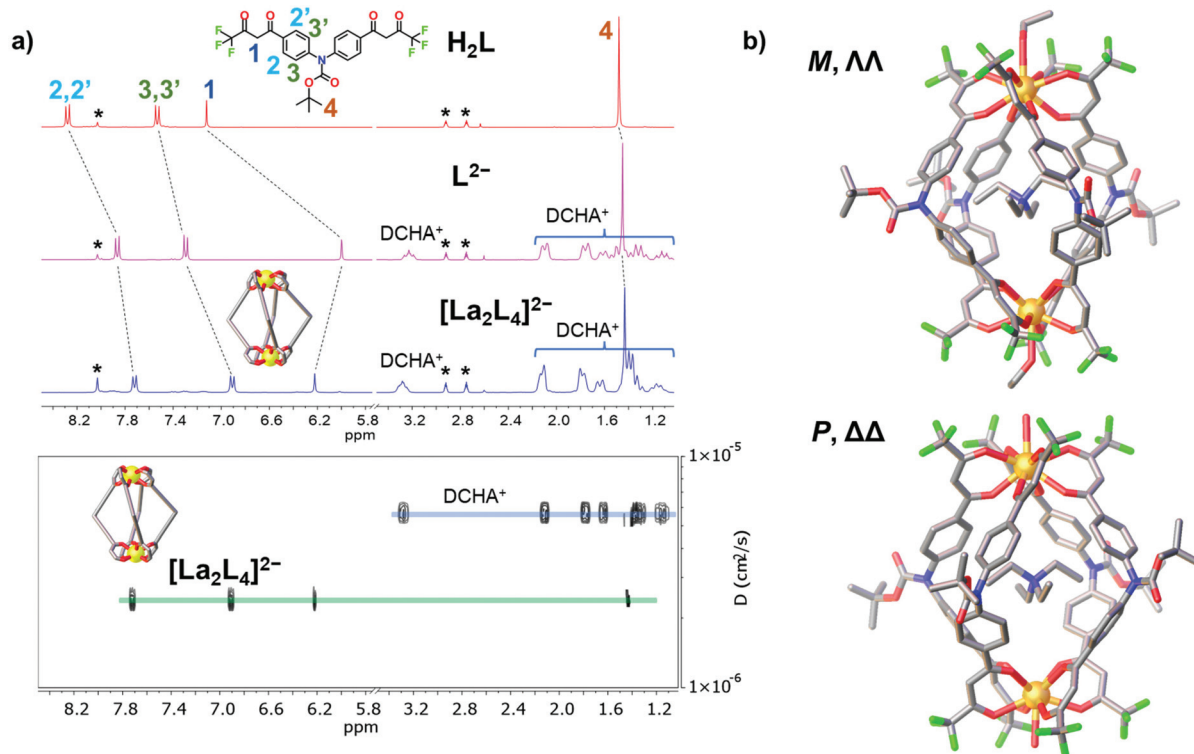 a)
O O O O
F F F F F F
N
O O
2' 3'
1 2 3
4
H₂L
4
2,2' * 3,3' 1 * *
L²⁻
DCHA⁺
* DCHA⁺ * *
[La₂L₄]²⁻
DCHA⁺
* DCHA⁺ * *
8.2 7.8 7.4 7.0 6.6 6.2 5.8 2.8 2.4 2.0 1.6 1.2
ppm ppm
1×10⁻⁵
DCHA⁺
[La₂L₄]²⁻
D (cm²/s)
1×10⁻⁶
8.2 7.8 7.4 7.0 6.6 6.2 5.8 2.8 2.4 2.0 1.6 1.2
ppm ppm
b)
M, ΛΛ
P, ΔΔ